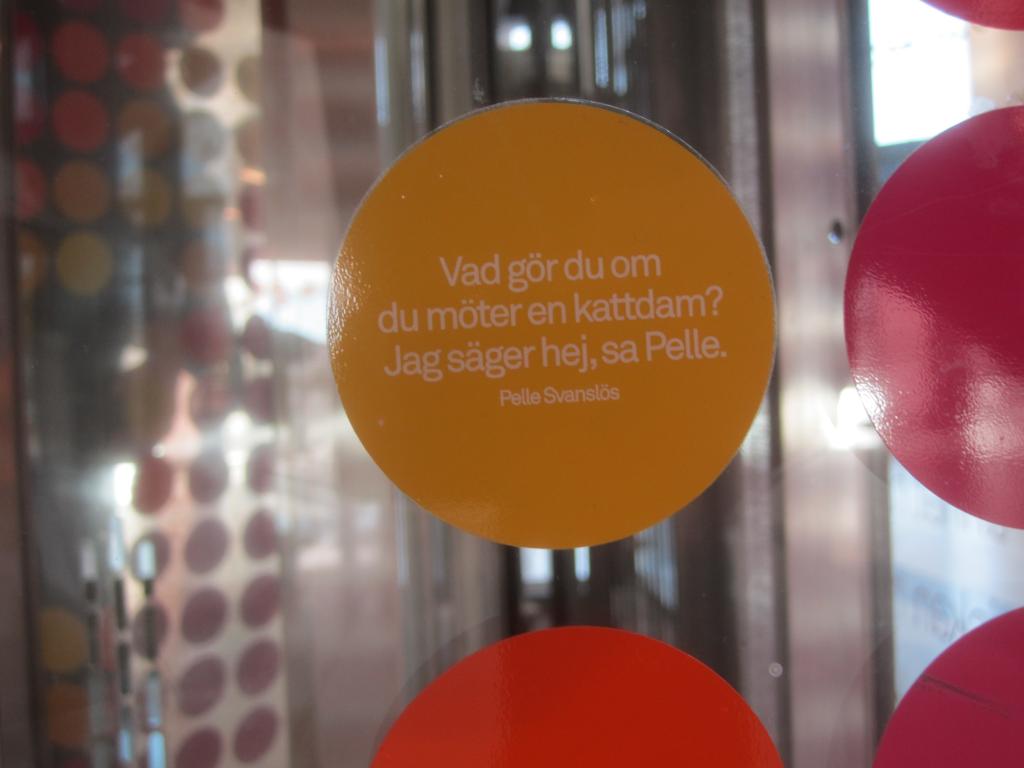 Vad gör du om
du möter en kattdam?
Jag säger hej, sa Pelle.
Pelle Svanslös